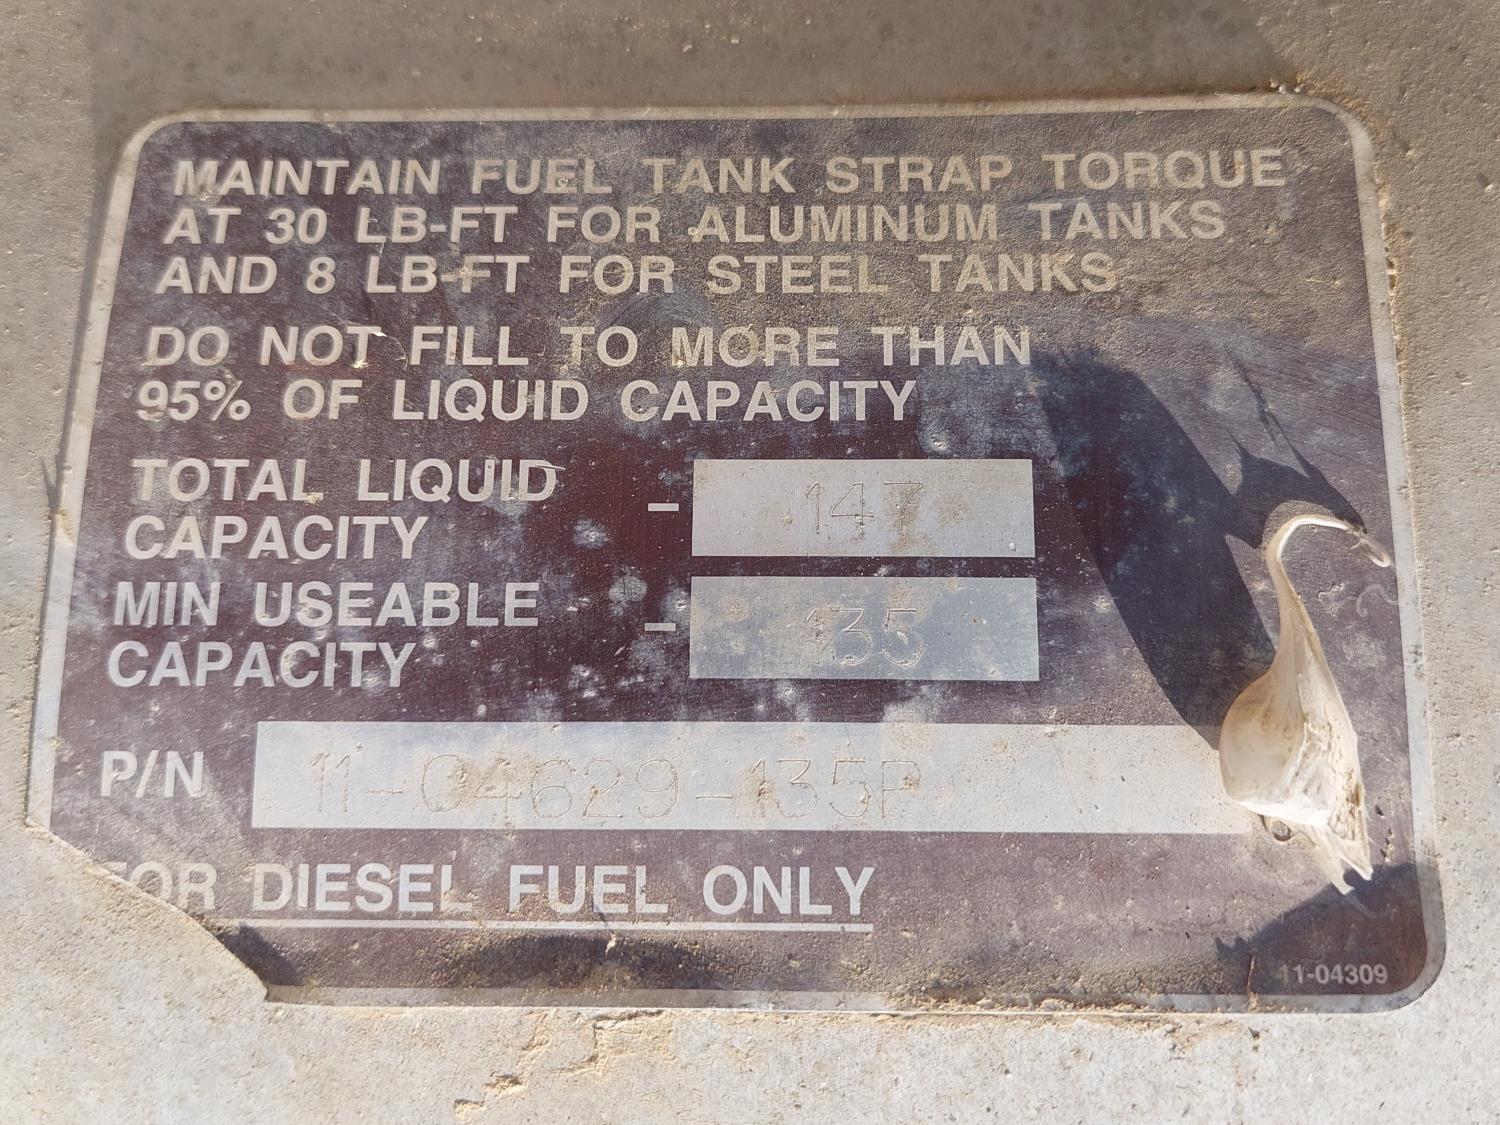 MAINTAIN FUEL TANK STRAP TORQUE
AT 30 LB-FT FOR ALUMINUM TANKS
AND 8 LB-FT FOR STEEL TANKS
DO NOT FILL TO MORE THAN
95% OF LIQUID CAPACITY
TOTAL LIQUID
CAPACITY - 147
MIN USEABLE
CAPACITY - 135
P/N 11-04629-135P
FOR DIESEL FUEL ONLY
11-04309